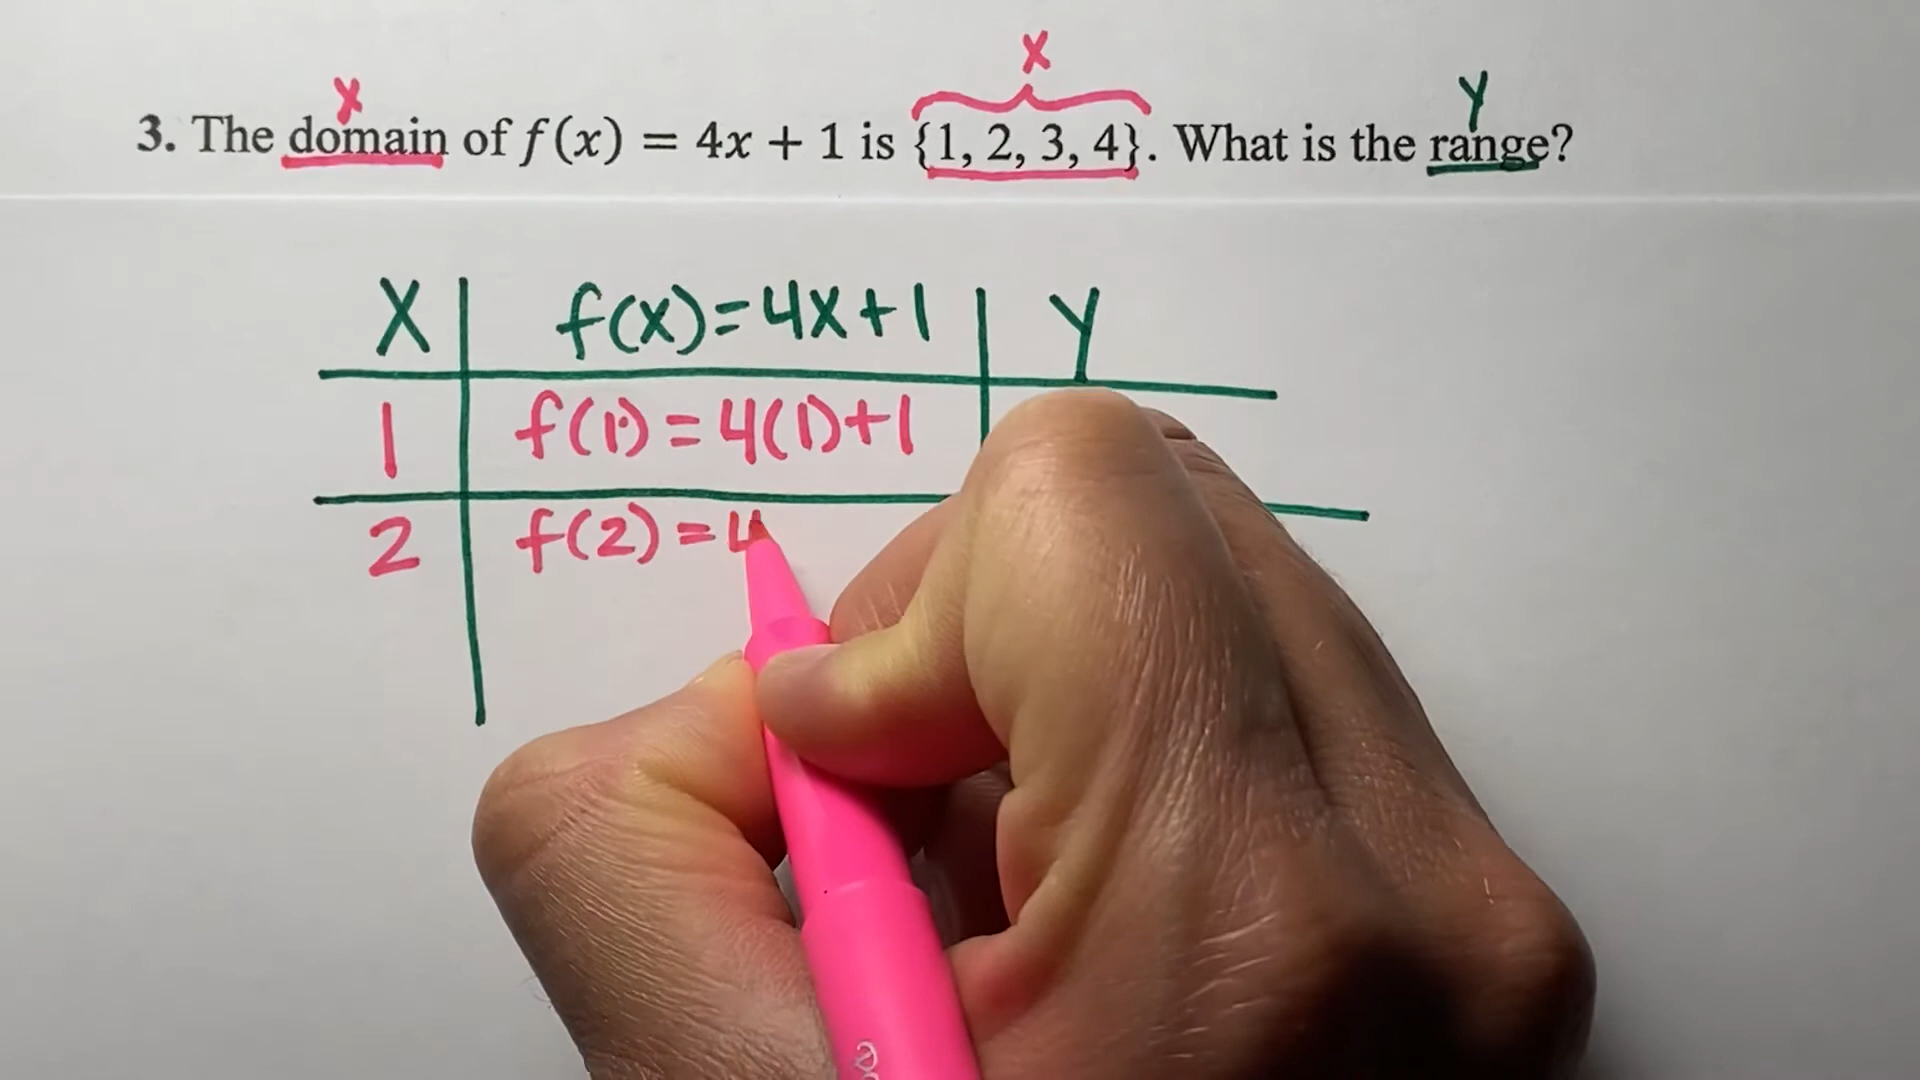 x
x
y
3. The domain of f(x) = 4x + 1 is {1, 2, 3, 4}. What is the range?
X f(x)=4x+1 y
1 f(1)=4(1)+1
2 f(2)=4